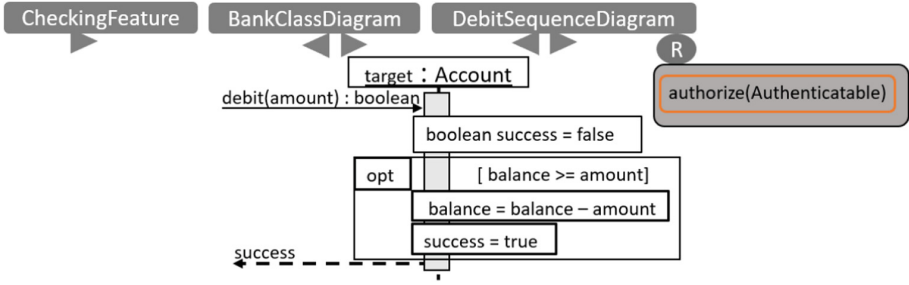 CheckingFeature
BankClassDiagram
DebitSequenceDiagram
R
target : Account
authorize(Authenticatable)
debit(amount) : boolean
boolean success = false
opt [ balance >= amount]
balance = balance – amount
success = true
success